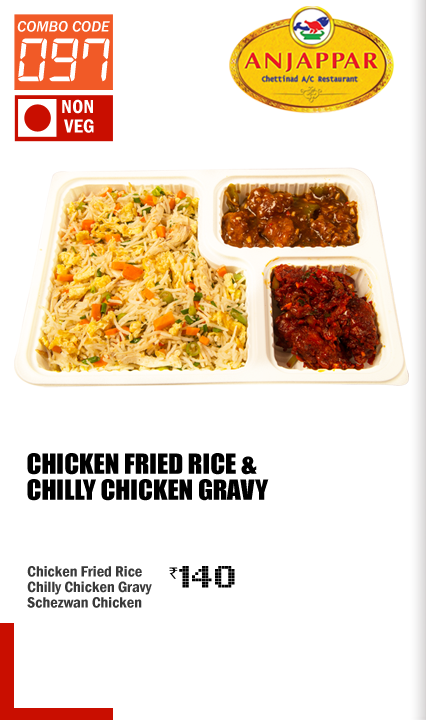 COMBO CODE
097
NON
VEG
ANJAPPAR
Chettinad A/C Restaurant
CHICKEN FRIED RICE &
CHILLY CHICKEN GRAVY
Chicken Fried Rice
Chilly Chicken Gravy
Schezwan Chicken
₹140